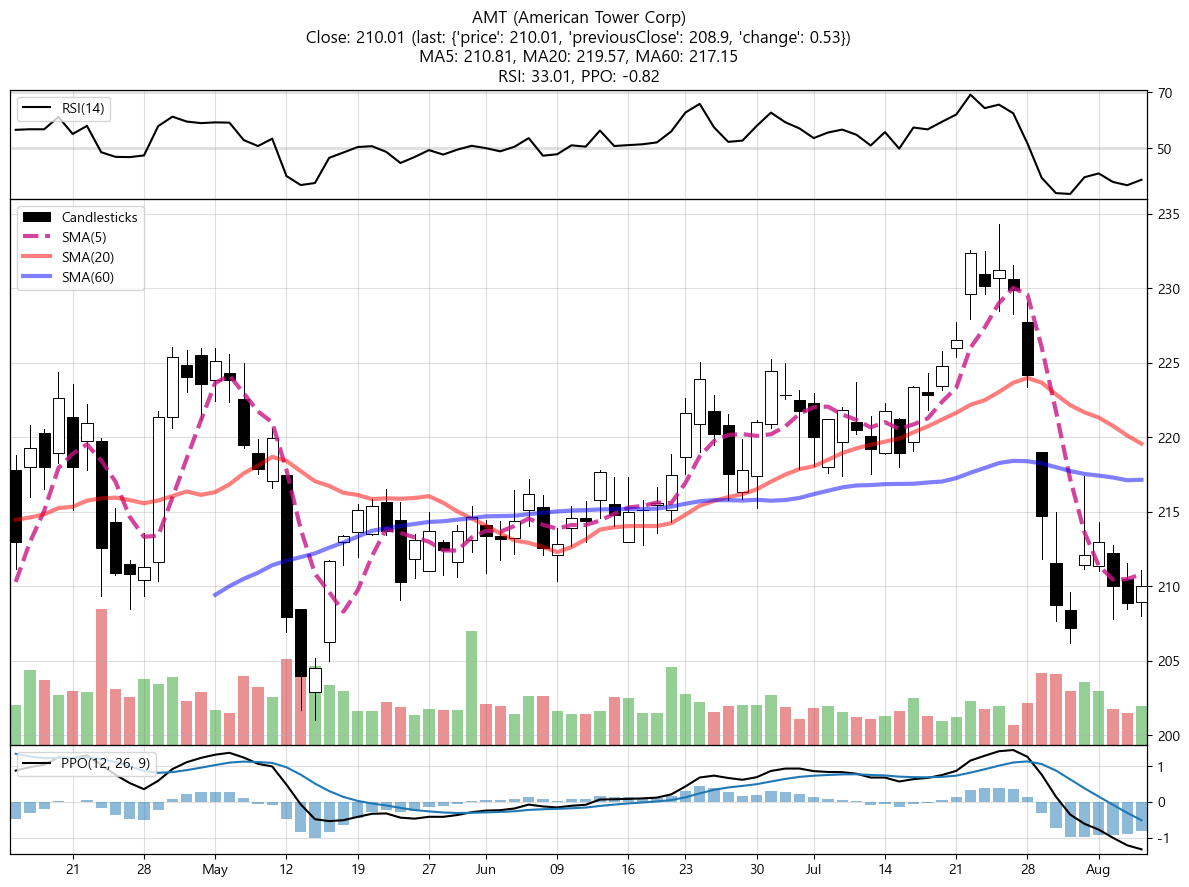 AMT (American Tower Corp)
Close: 210.01 (last: {'price': 210.01, 'previousClose': 208.9, 'change': 0.53})
MA5: 210.81, MA20: 219.57, MA60: 217.15
RSI: 33.01, PPO: -0.82
RSI(14)
70
50
Candlesticks
SMA(5)
SMA(20)
SMA(60)
235
230
225
220
215
210
205
200
PPO(12, 26, 9)
1
0
-1
21 28 May 12 19 27 Jun 09 16 23 30 Jul 14 21 28 Aug